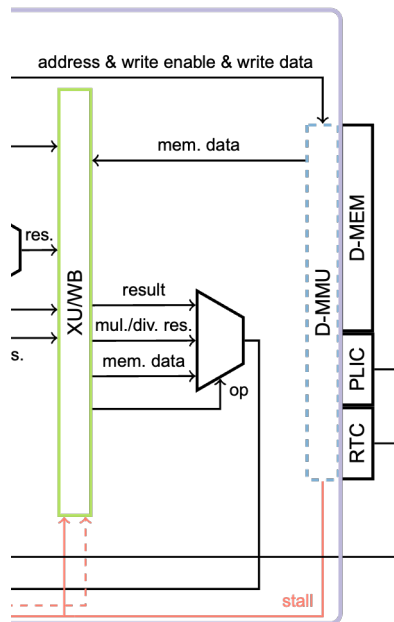 address & write enable & write data
mem. data
D-MEM
res.
XU/WB
D-MMU
result
mul./div. res.
s.
mem. data
PLIC
op
RTC
stall